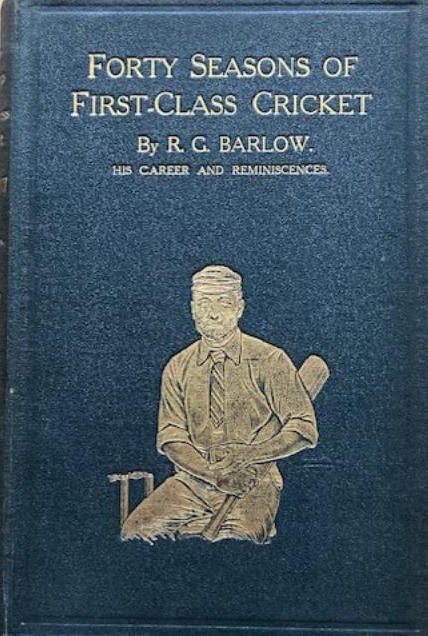 FORTY SEASONS OF
FIRST-CLASS CRICKET
By R. G. BARLOW.
HIS CAREER AND REMINISCENCES.